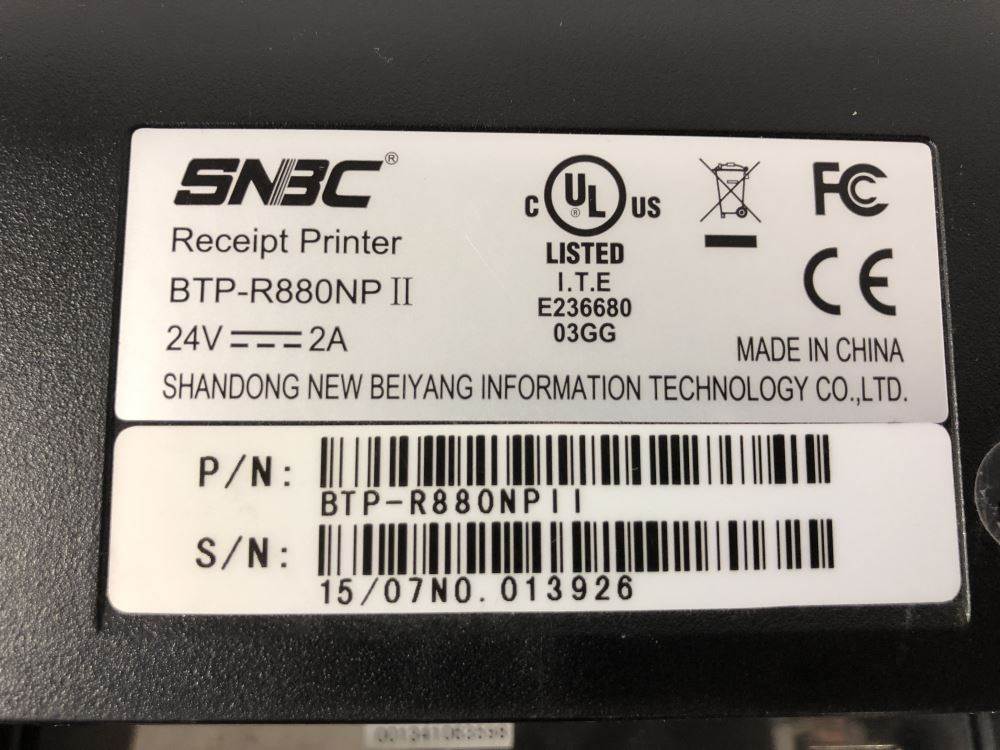 SNBC®
Receipt Printer
BTP-R880NP II
24V 2A
C UL® US
LISTED
I.T.E
E236680
03GG
FC
CE
MADE IN CHINA
SHANDONG NEW BEIYANG INFORMATION TECHNOLOGY CO.,LTD.
P/N:
BTP-R880NPII
S/N:
15/07NO.013926